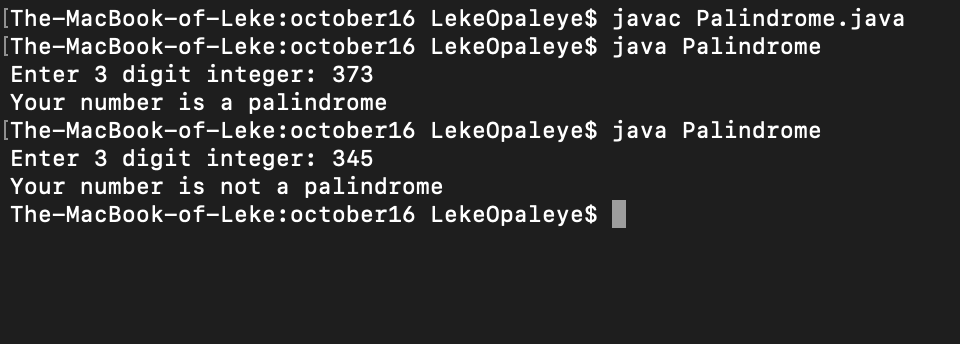 [The-MacBook-of-Leke:october16 LekeOpaleye$ javac Palindrome.java
[The-MacBook-of-Leke:october16 LekeOpaleye$ java Palindrome
Enter 3 digit integer: 373
Your number is a palindrome
[The-MacBook-of-Leke:october16 LekeOpaleye$ java Palindrome
Enter 3 digit integer: 345
Your number is not a palindrome
The-MacBook-of-Leke:october16 LekeOpaleye$